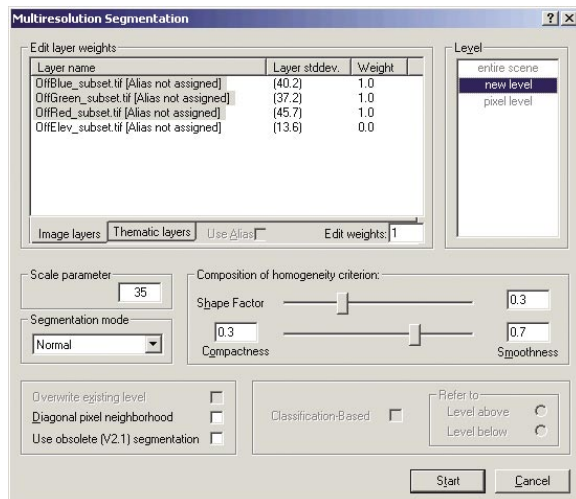 Multiresolution Segmentation
Edit layer weights
Layer name Layer stddev. Weight
OffBlue_subset.tif [Alias not assigned] (40.2) 1.0
OffGreen_subset.tif [Alias not assigned] (37.2) 1.0
OffRed_subset.tif [Alias not assigned] (45.7) 1.0
OffElev_subset.tif [Alias not assigned] (13.6) 0.0
Image layers Thematic layers Use Alias Edit weights: 1
Level
entire scene
new level
pixel level
Scale parameter
35
Segmentation mode
Normal
Composition of homogeneity criterion:
Shape Factor 0.3
0.3 0.7
Compactness Smoothness
Overwrite existing level
Diagonal pixel neighborhood
Use obsolete (V2.1) segmentation
Classification-Based
Refer to
Level above
Level below
Start Cancel